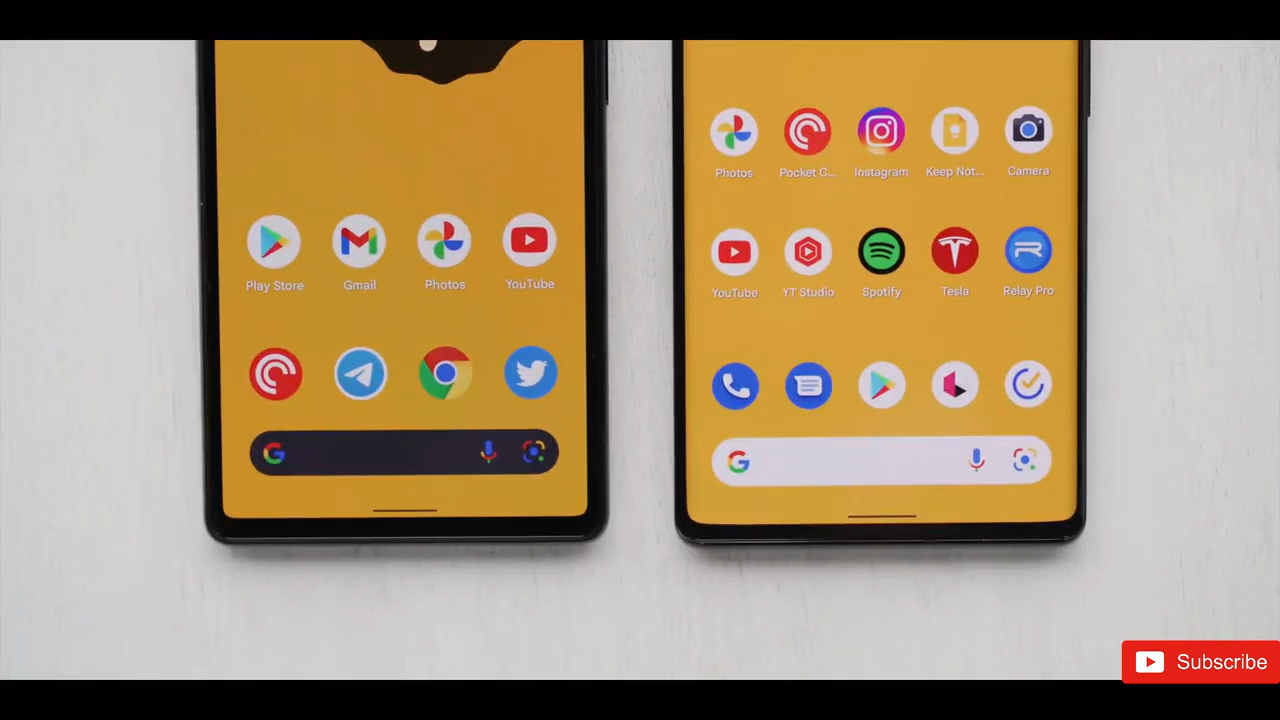 Photos Pocket C... Instagram Keep Not... Camera
Play Store Gmail Photos YouTube
YouTube YT Studio Spotify Tesla Relay Pro
Subscribe